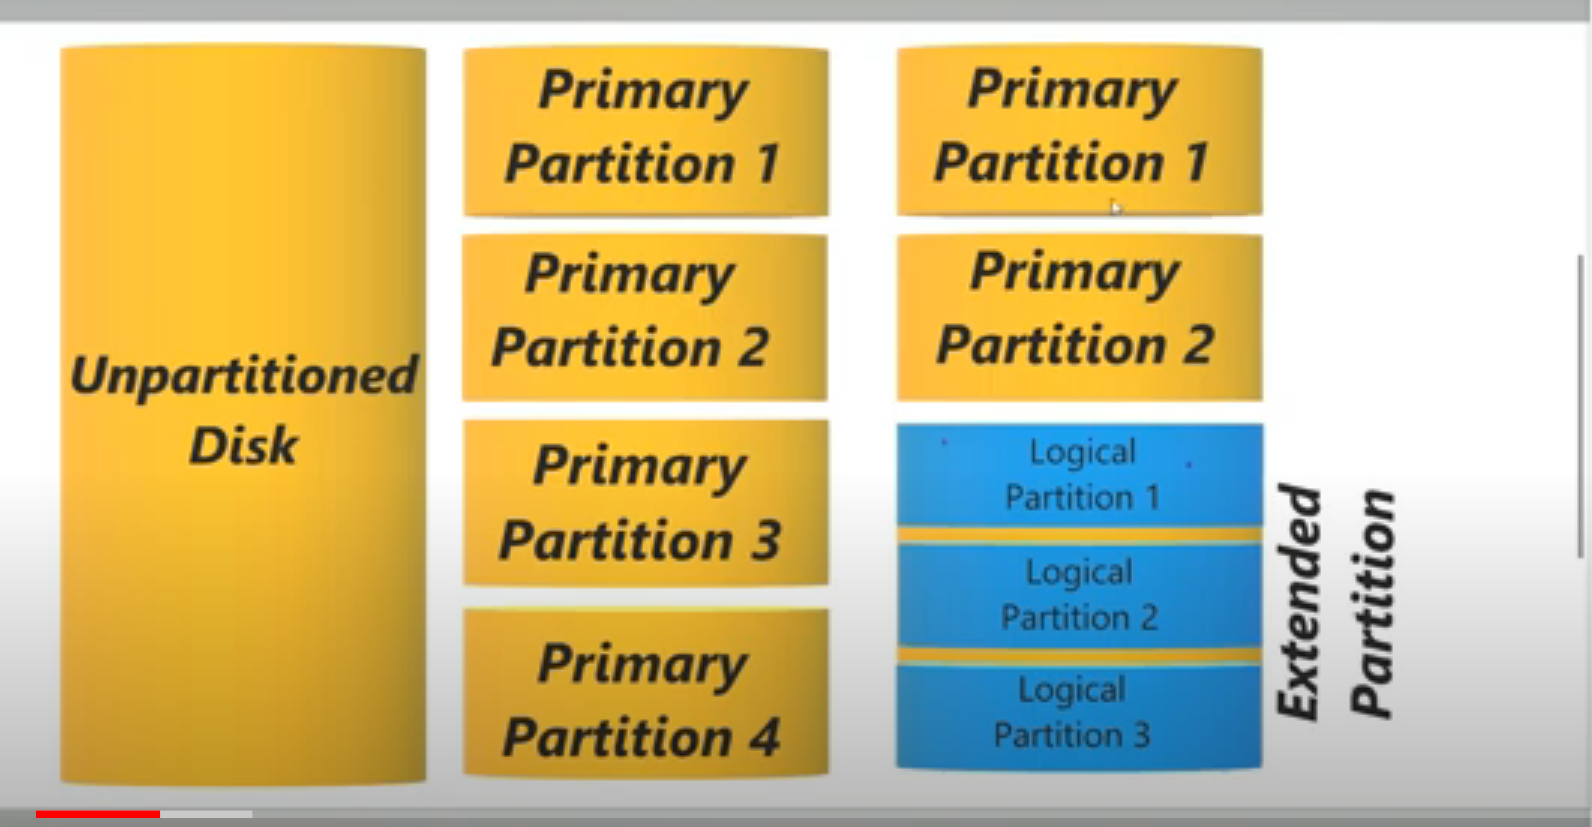 Unpartitioned
Disk
Primary
Partition 1
Primary
Partition 2
Primary
Partition 3
Primary
Partition 4
Primary
Partition 1
Primary
Partition 2
Logical
Partition 1
Logical
Partition 2
Logical
Partition 3
Extended
Partition